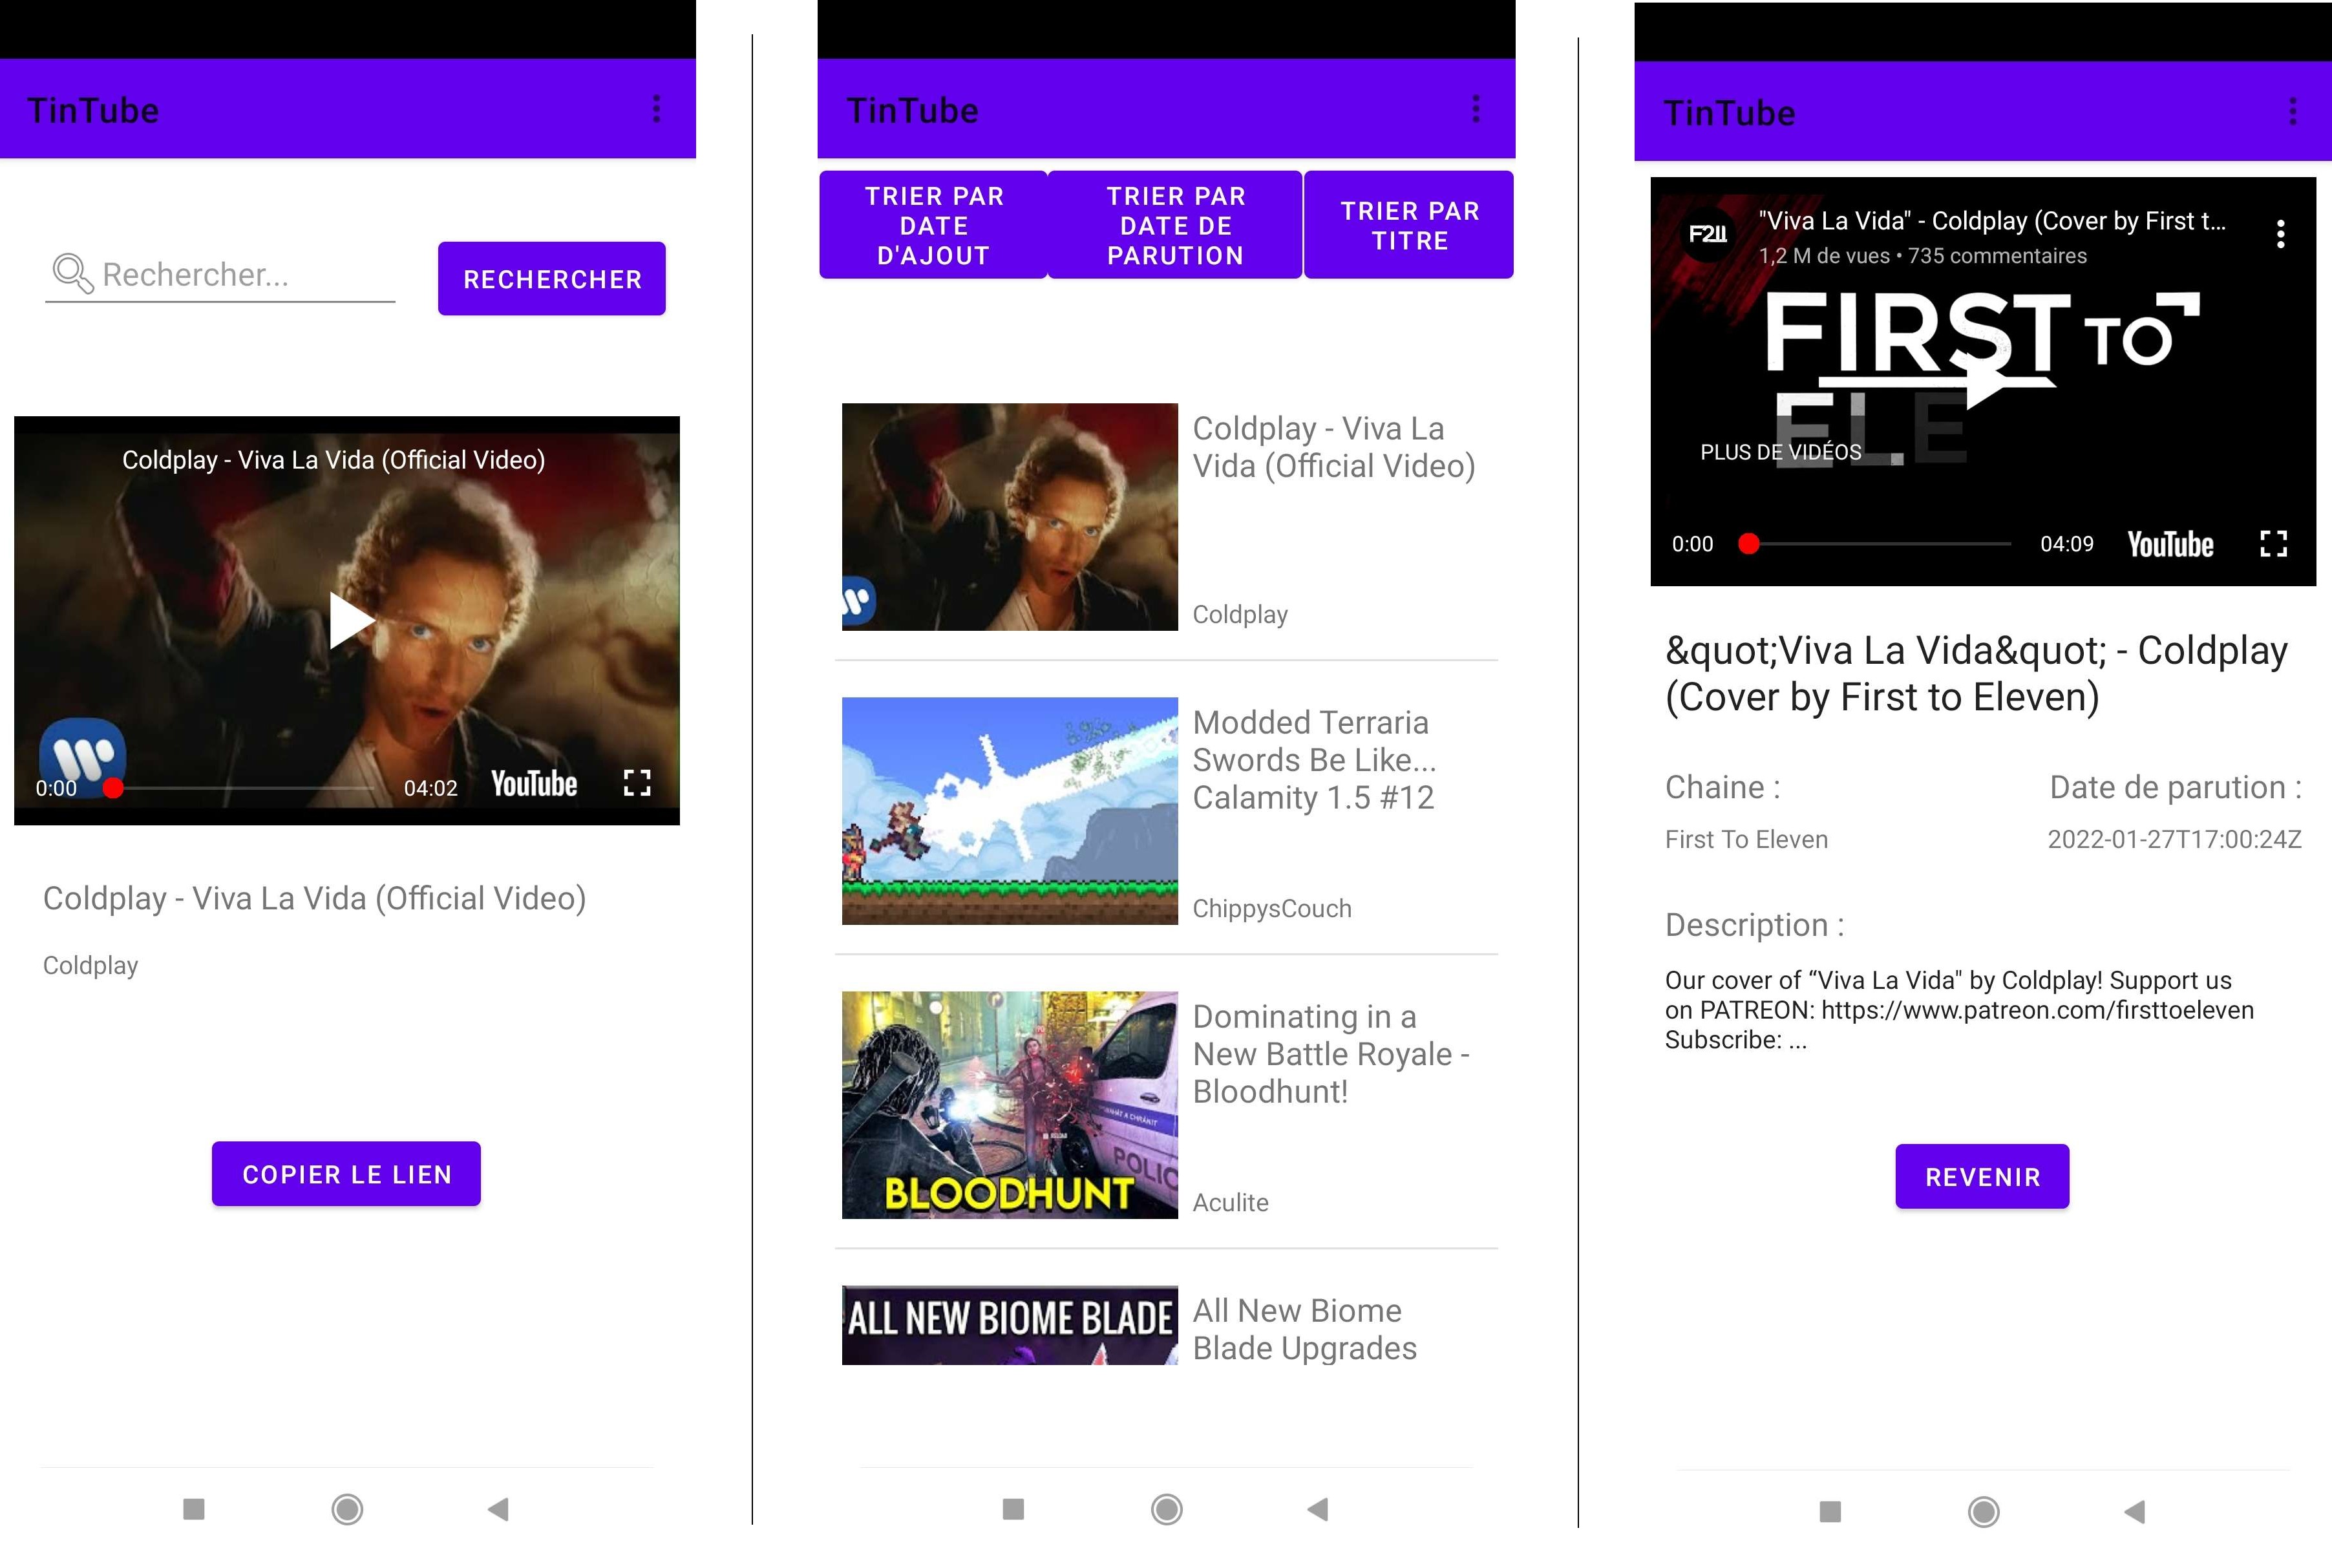 TinTube
Rechercher...
RECHERCHER
Coldplay - Viva La Vida (Official Video)
0:00
04:02
YouTube
Coldplay - Viva La Vida (Official Video)
Coldplay
COPIER LE LIEN
TinTube
TRIER PAR
DATE
D'AJOUT
TRIER PAR
DATE DE
PARUTION
TRIER PAR
TITRE
Coldplay - Viva La
Vida (Official Video)
Coldplay
Modded Terraria
Swords Be Like...
Calamity 1.5 #12
ChippysCouch
POLIC
BLOODHUNT
Dominating in a
New Battle Royale -
Bloodhunt!
Aculite
ALL NEW BIOME BLADE
All New Biome
Blade Upgrades
TinTube
F211
"Viva La Vida" - Coldplay (Cover by First t...
1,2 M de vues • 735 commentaires
FIRST TO
ELE
PLUS DE VIDÉOS
0:00
04:09
YouTube
&quot;Viva La Vida&quot; - Coldplay
(Cover by First to Eleven)
Chaine :
Date de parution :
First To Eleven
2022-01-27T17:00:24Z
Description :
Our cover of “Viva La Vida" by Coldplay! Support us
on PATREON: https://www.patreon.com/firsttoeleven
Subscribe: ...
REVENIR